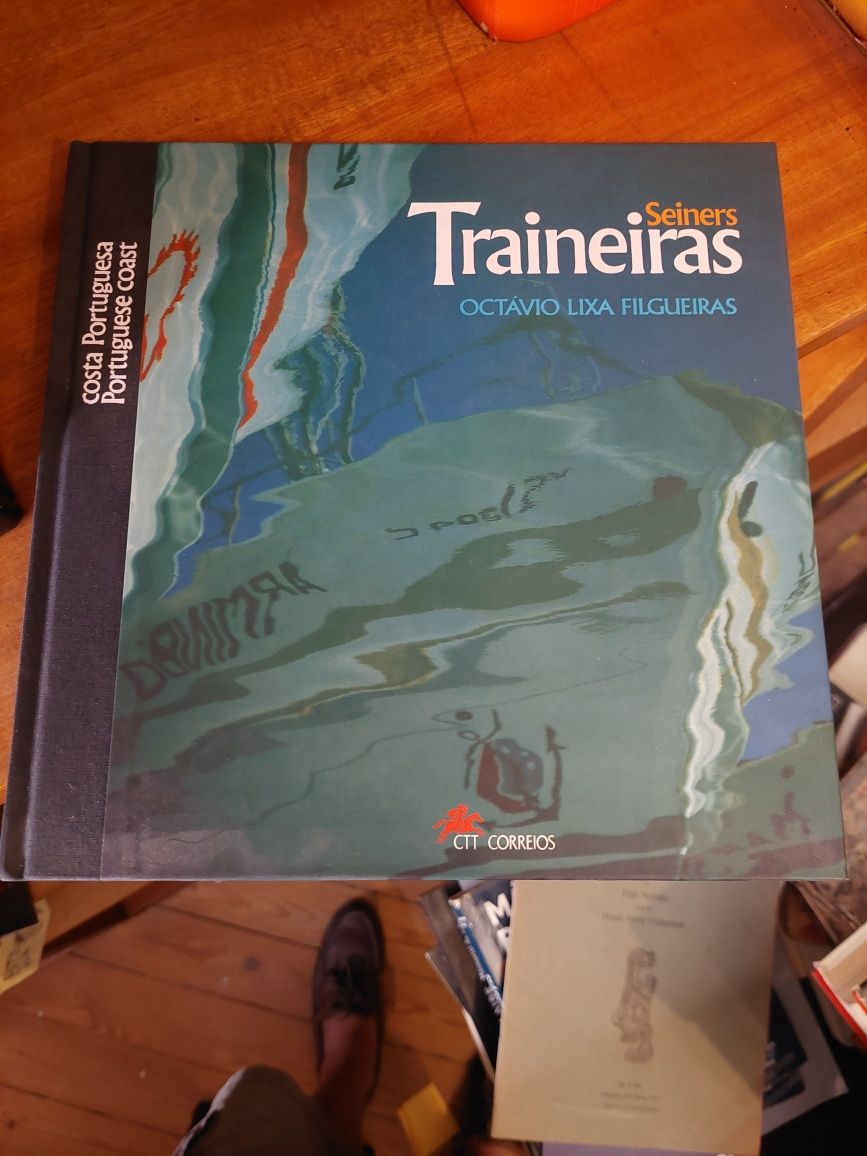 Seiners
Traineiras
OCTÁVIO LIXA FILGUEIRAS
costa Portuguesa
Portuguese coast
CTT CORREIOS